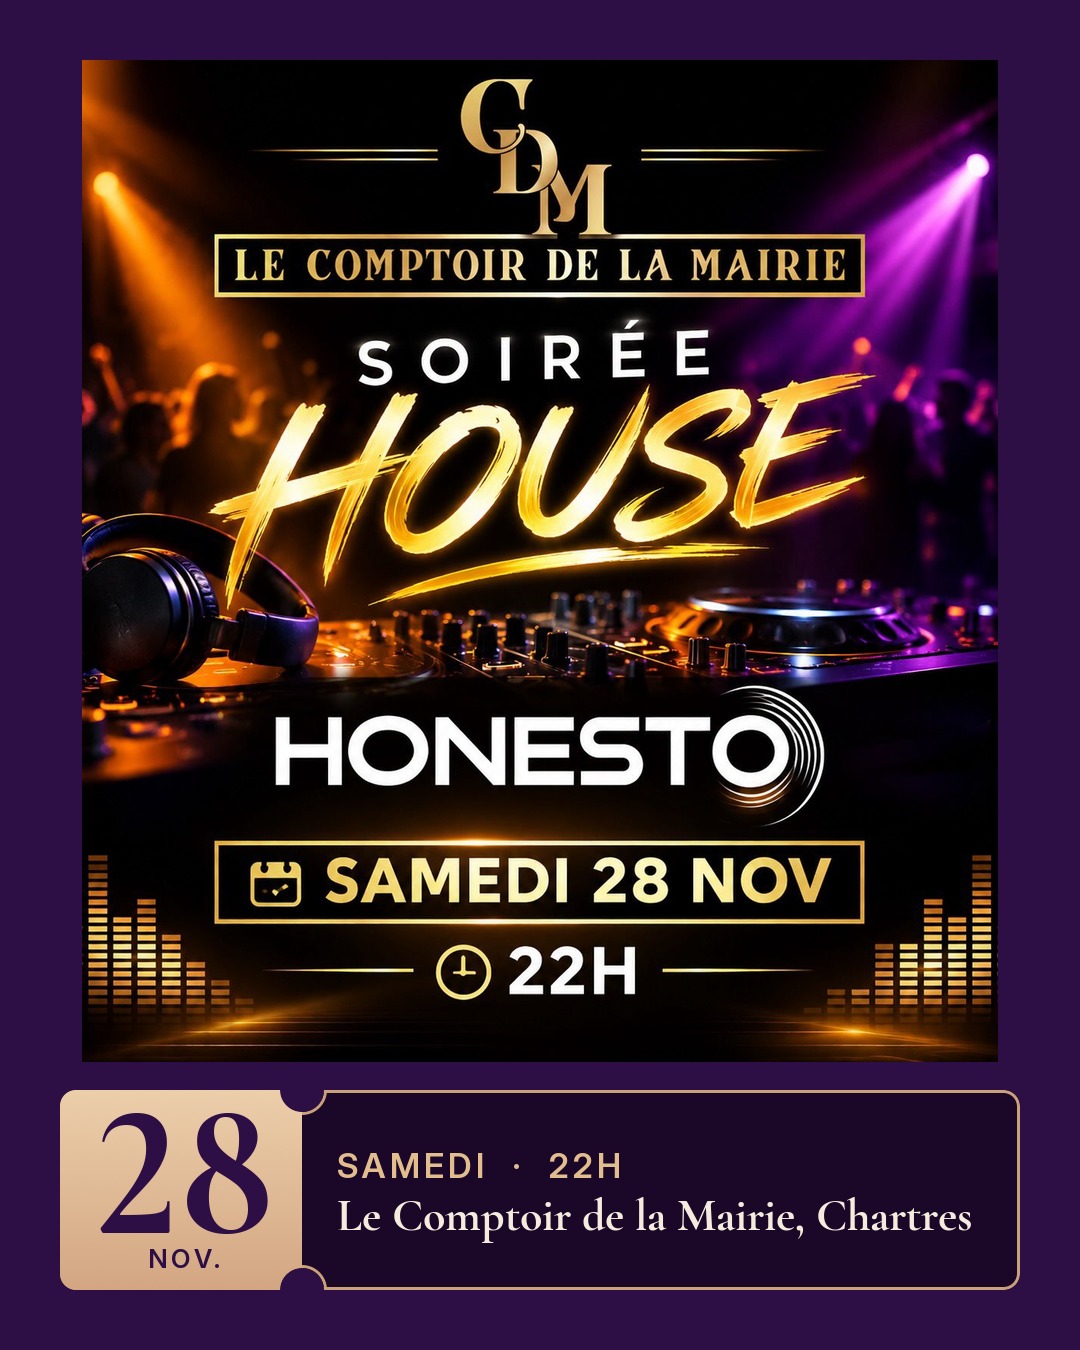 CDM
LE COMPTOIR DE LA MAIRIE
SOIRÉE
HOUSE
HONESTO
SAMEDI 28 NOV
22H
28
NOV.
SAMEDI · 22H
Le Comptoir de la Mairie, Chartres